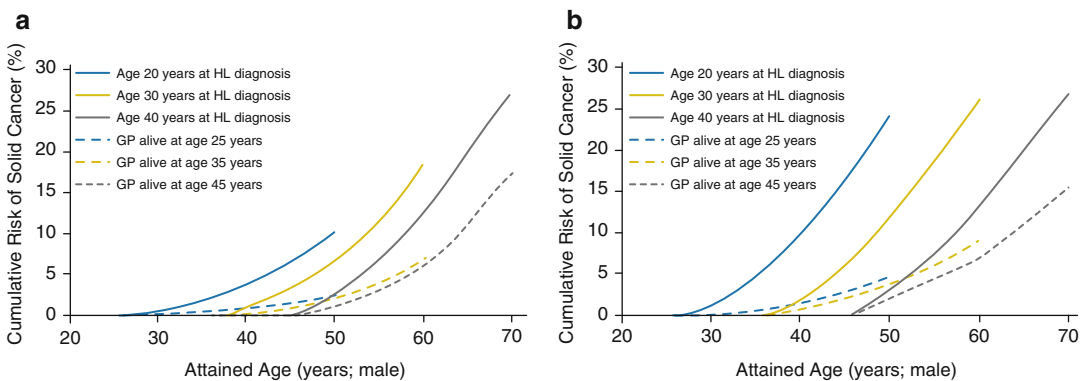 a
Cumulative Risk of Solid Cancer (%)
30
25
20
15
10
5
0
Age 20 years at HL diagnosis
Age 30 years at HL diagnosis
Age 40 years at HL diagnosis
GP alive at age 25 years
GP alive at age 35 years
GP alive at age 45 years
20 30 40 50 60 70
Attained Age (years; male)
b
Cumulative Risk of Solid Cancer (%)
30
25
20
15
10
5
0
Age 20 years at HL diagnosis
Age 30 years at HL diagnosis
Age 40 years at HL diagnosis
GP alive at age 25 years
GP alive at age 35 years
GP alive at age 45 years
20 30 40 50 60 70
Attained Age (years; male)